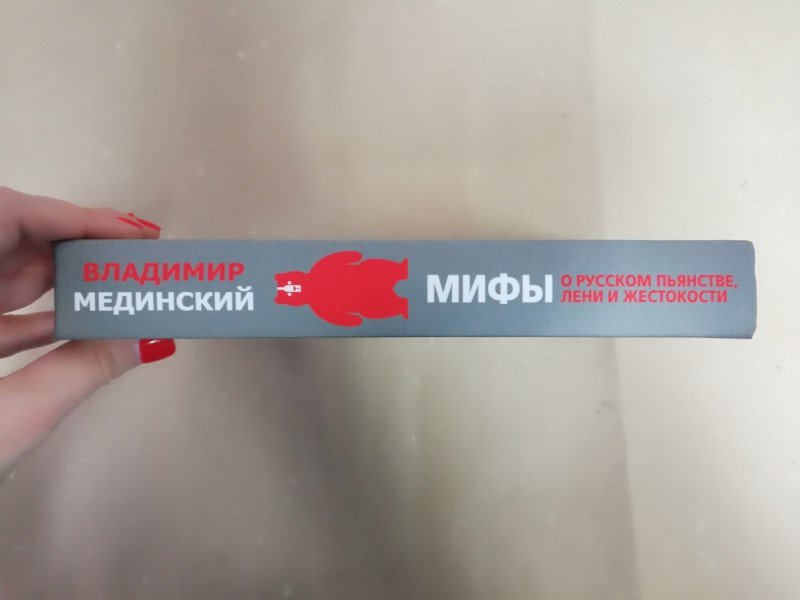 ВЛАДИМИР
МЕДИНСКИЙ
МИФЫ
О РУССКОМ ПЬЯНСТВЕ,
ЛЕНИ И ЖЕСТОКОСТИ